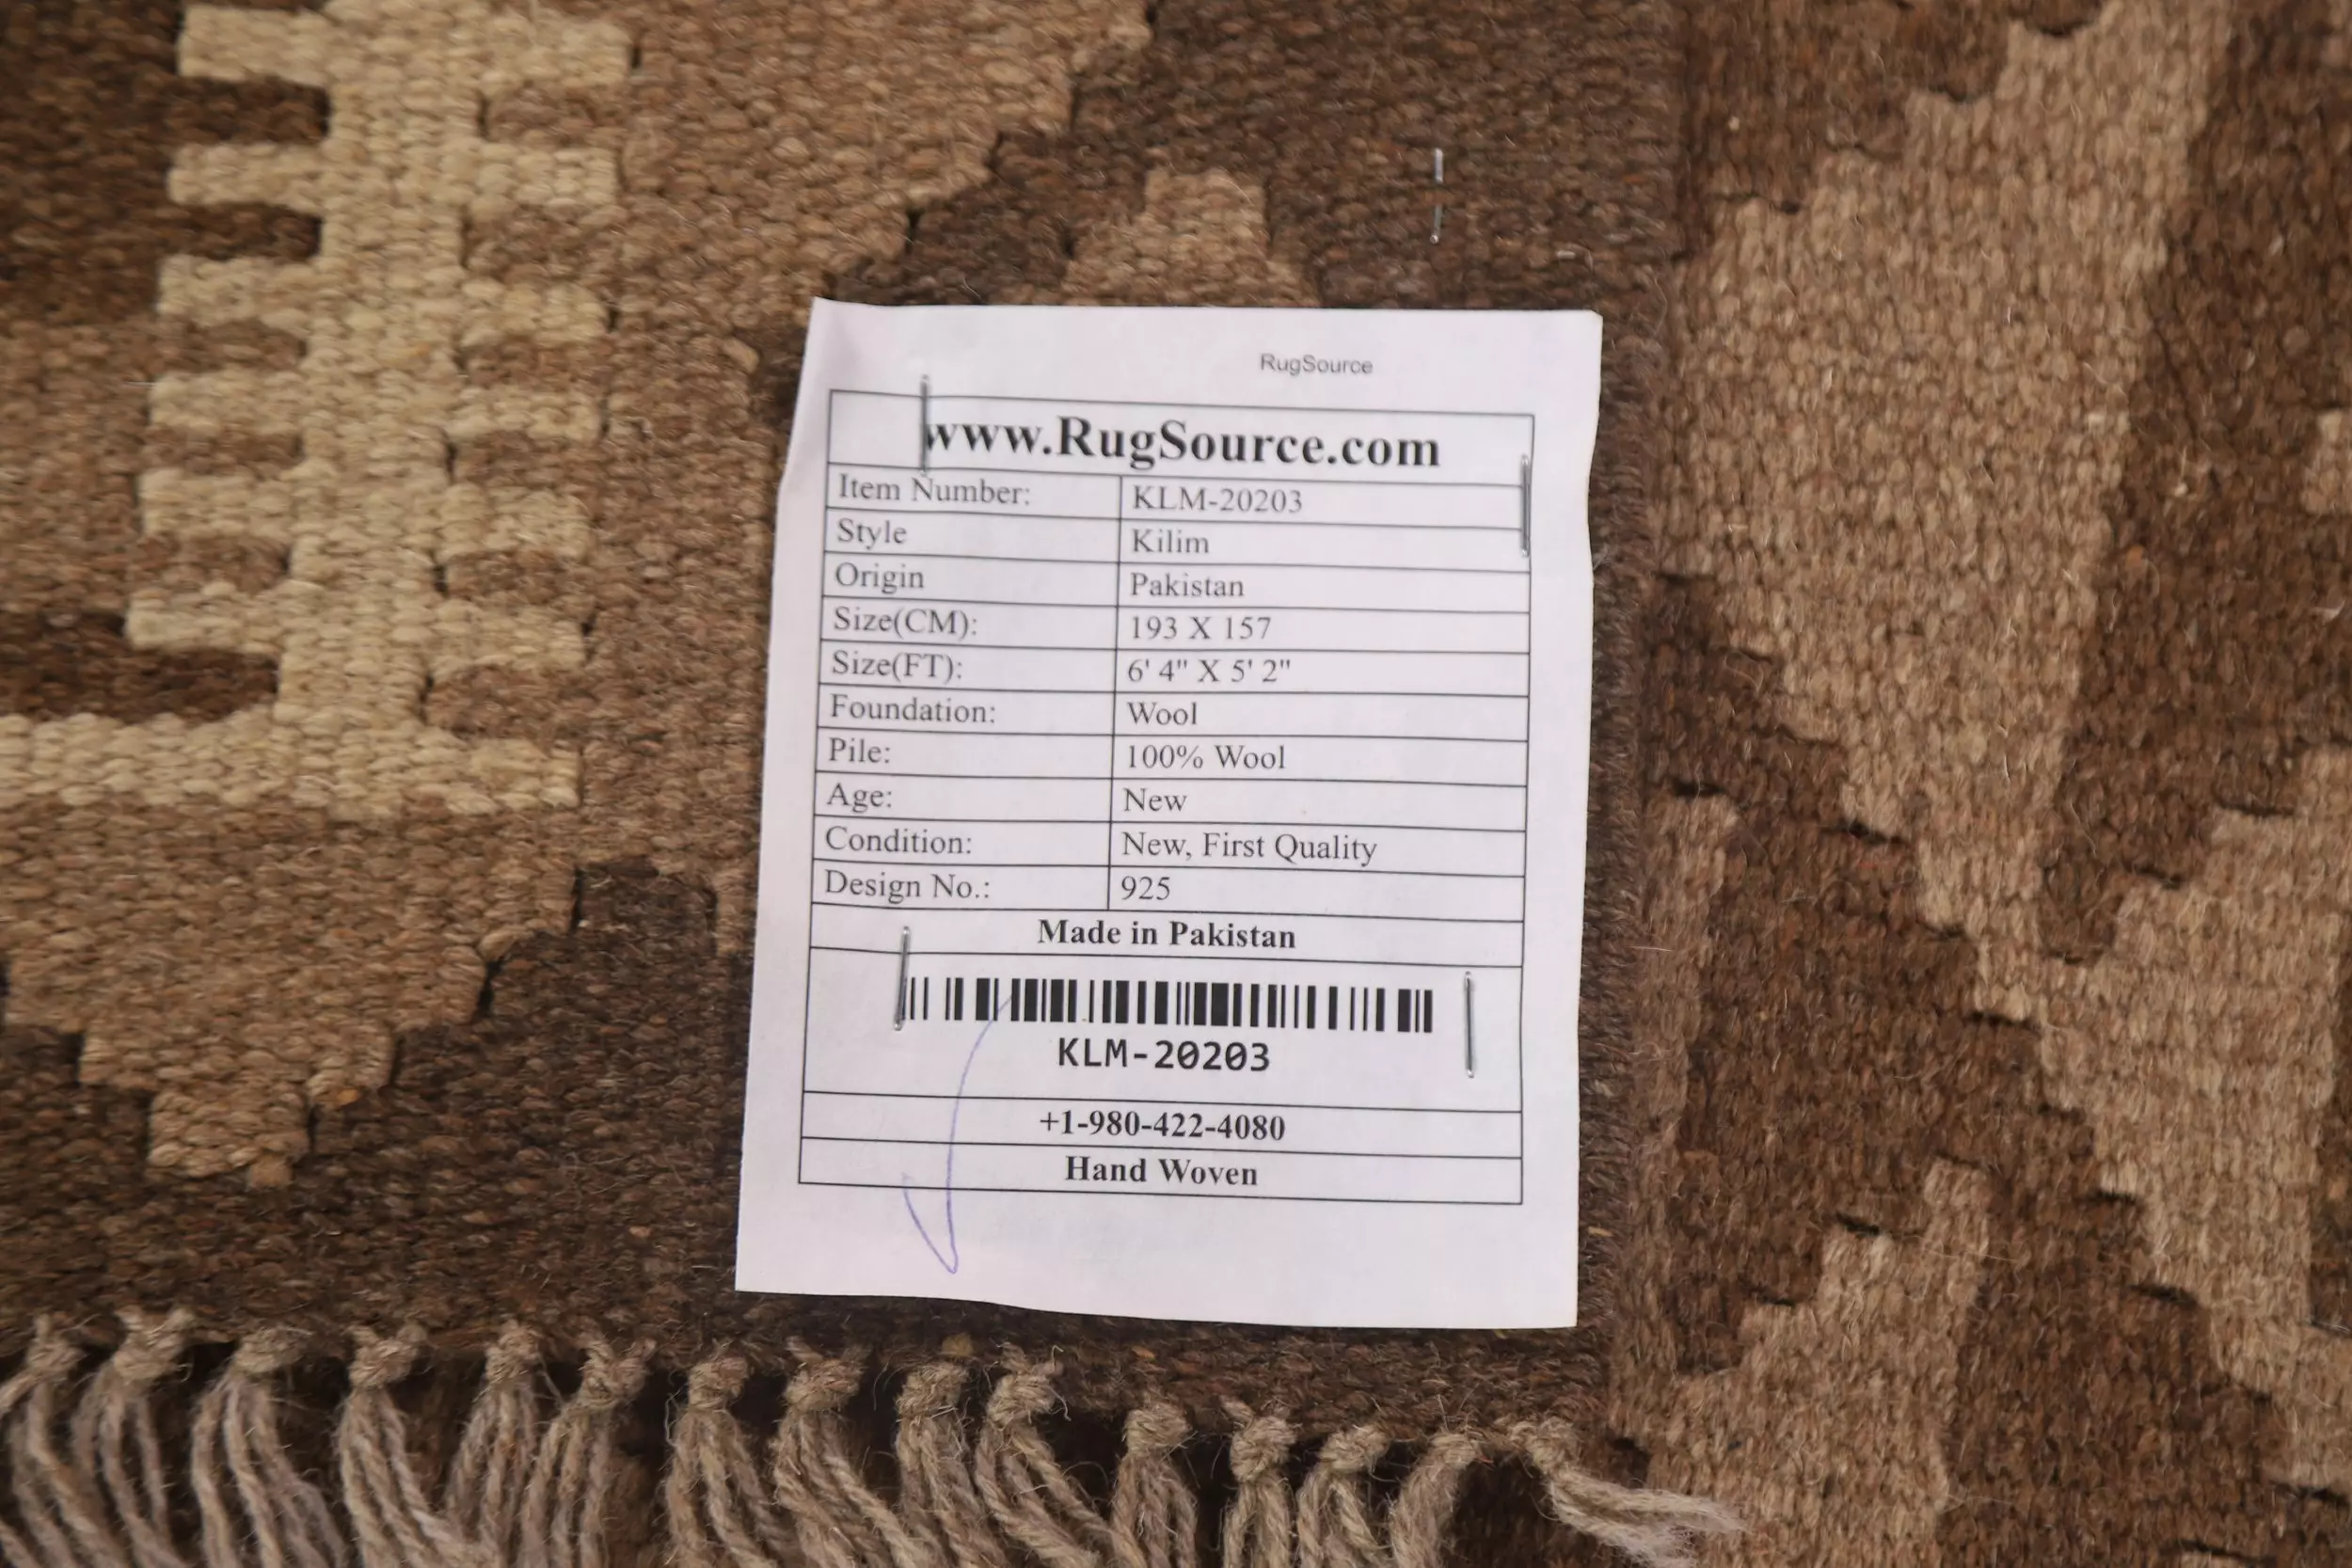 RugSource
www.RugSource.com
Item Number: KLM-20203
Style Kilim
Origin Pakistan
Size(CM): 193 X 157
Size(FT): 6' 4" X 5' 2"
Foundation: Wool
Pile: 100% Wool
Age: New
Condition: New, First Quality
Design No.: 925
Made in Pakistan
KLM-20203
+1-980-422-4080
Hand Woven